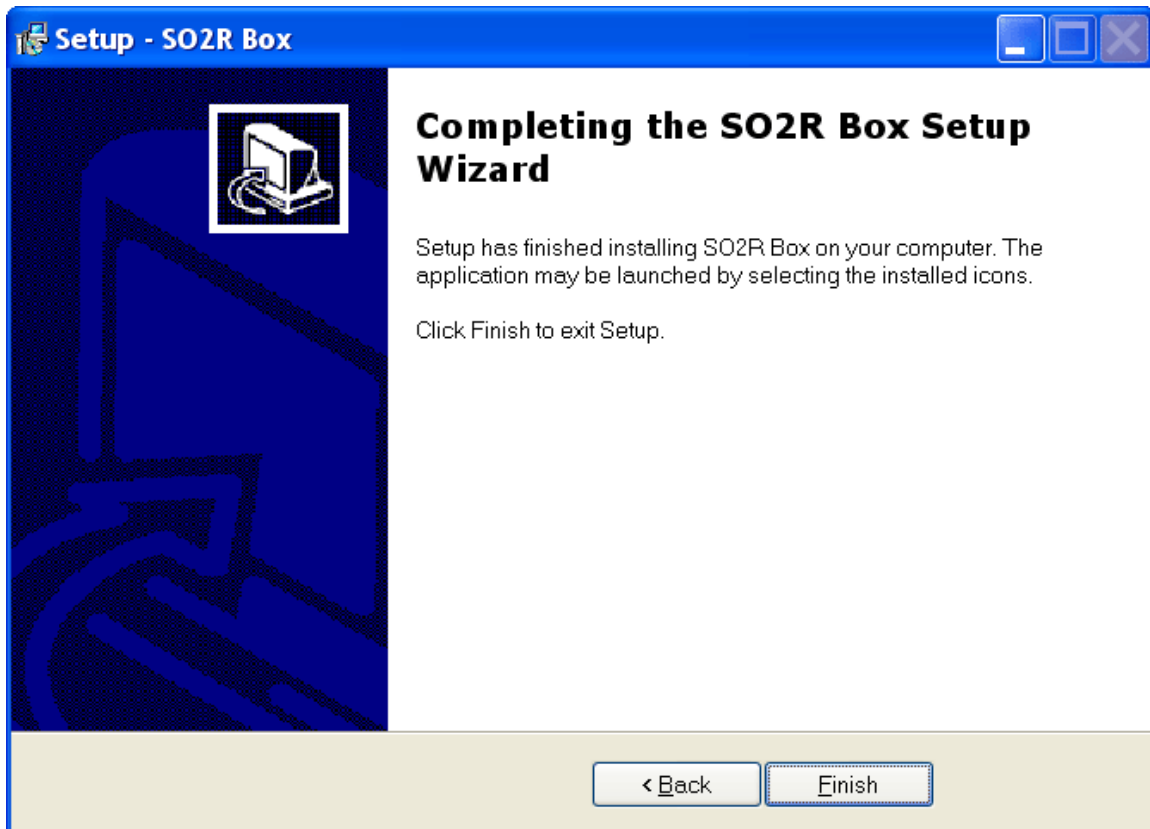 Setup - SO2R Box
Completing the SO2R Box Setup
Wizard
Setup has finished installing SO2R Box on your computer. The
application may be launched by selecting the installed icons.
Click Finish to exit Setup.
< Back
Finish